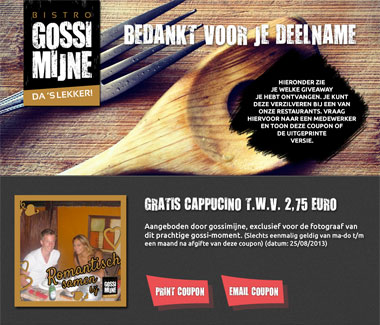 BISTRO
GOSSI
MIJNE
DA'S LEKKER!
BEDANKT VOOR JE DEELNAME
HIERONDER ZIE
JE WELKE GIVEAWAY
JE HEBT ONTVANGEN. JE KUNT
DEZE VERZILVEREN BIJ EEN VAN
ONZE RESTAURANTS. VRAAG
HIERVOOR NAAR EEN MEDEWERKER
EN TOON DEZE COUPON OF
DE UITGEPRINTE
VERSIE.
GRATIS CAPPUCINO T.W.V. 2,75 EURO
Aangeboden door gossimijne, exclusief voor de fotograaf van
dit prachtige gossi-moment. (Slechts eenmalig geldig van ma-do t/m
een maand na afgifte van deze coupon) (datum: 25/08/2013)
Romantisch
samen bij
GOSSI
MIJNE
PRINT COUPON
EMAIL COUPON